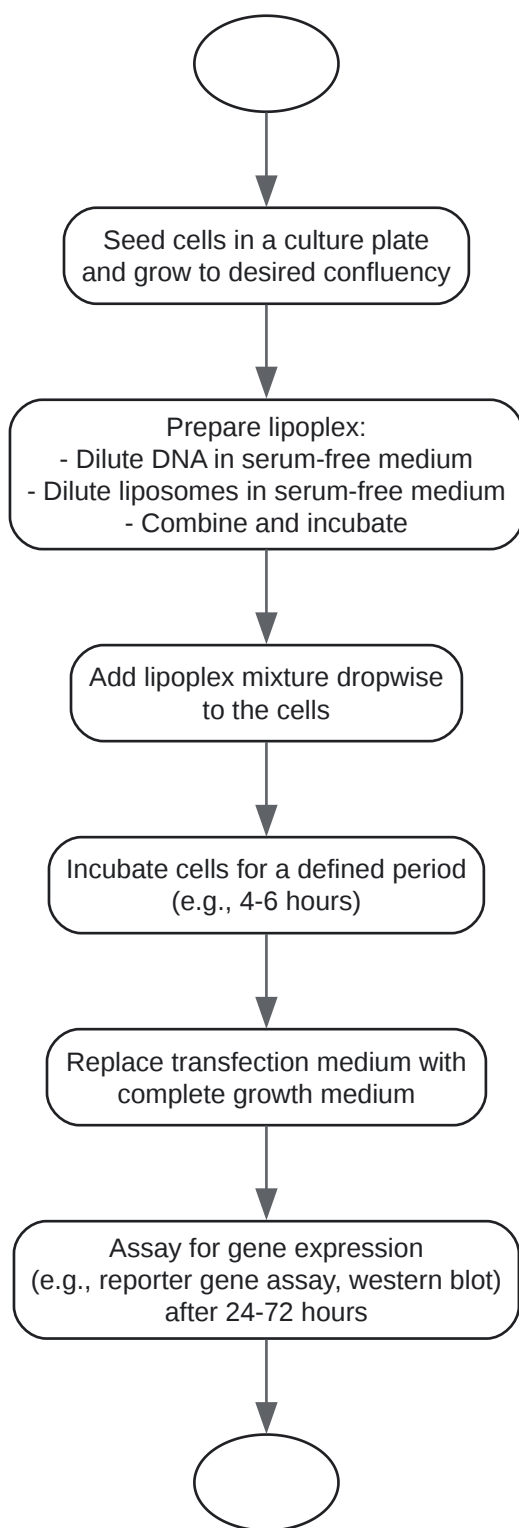 Seed cells in a culture plate
and grow to desired confluency
Prepare lipoplex:
- Dilute DNA in serum-free medium
- Dilute liposomes in serum-free medium
- Combine and incubate
Add lipoplex mixture dropwise
to the cells
Incubate cells for a defined period
(e.g., 4-6 hours)
Replace transfection medium with
complete growth medium
Assay for gene expression
(e.g., reporter gene assay, western blot)
after 24-72 hours